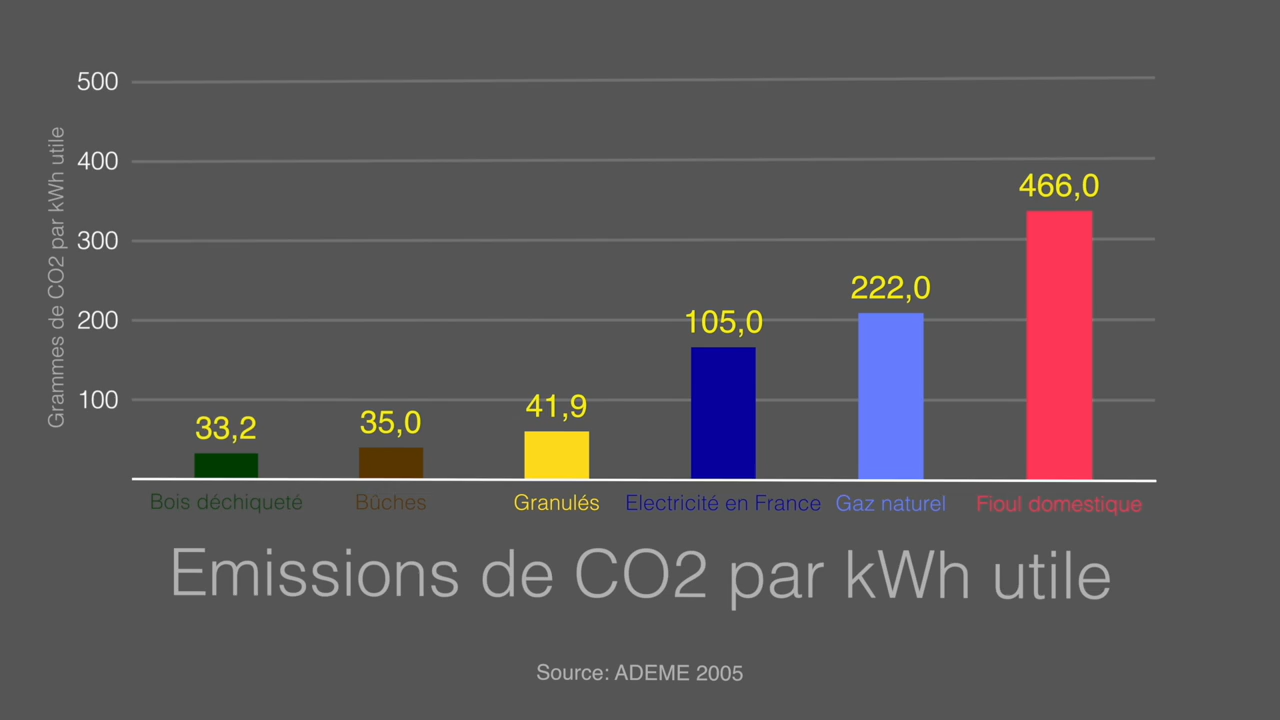 500
400
300
200
100
Grammes de CO2 par kWh utile
33,2
35,0
41,9
105,0
222,0
466,0
Bois déchiqueté
Bûches
Granulés
Electricité en France
Gaz naturel
Fioul domestique
Emissions de CO2 par kWh utile
Source: ADEME 2005